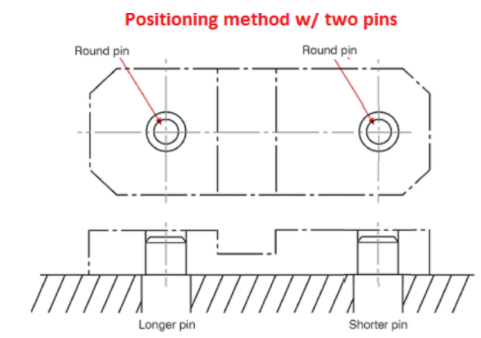 Positioning method w/ two pins
Round pin
Round pin
Longer pin
Shorter pin